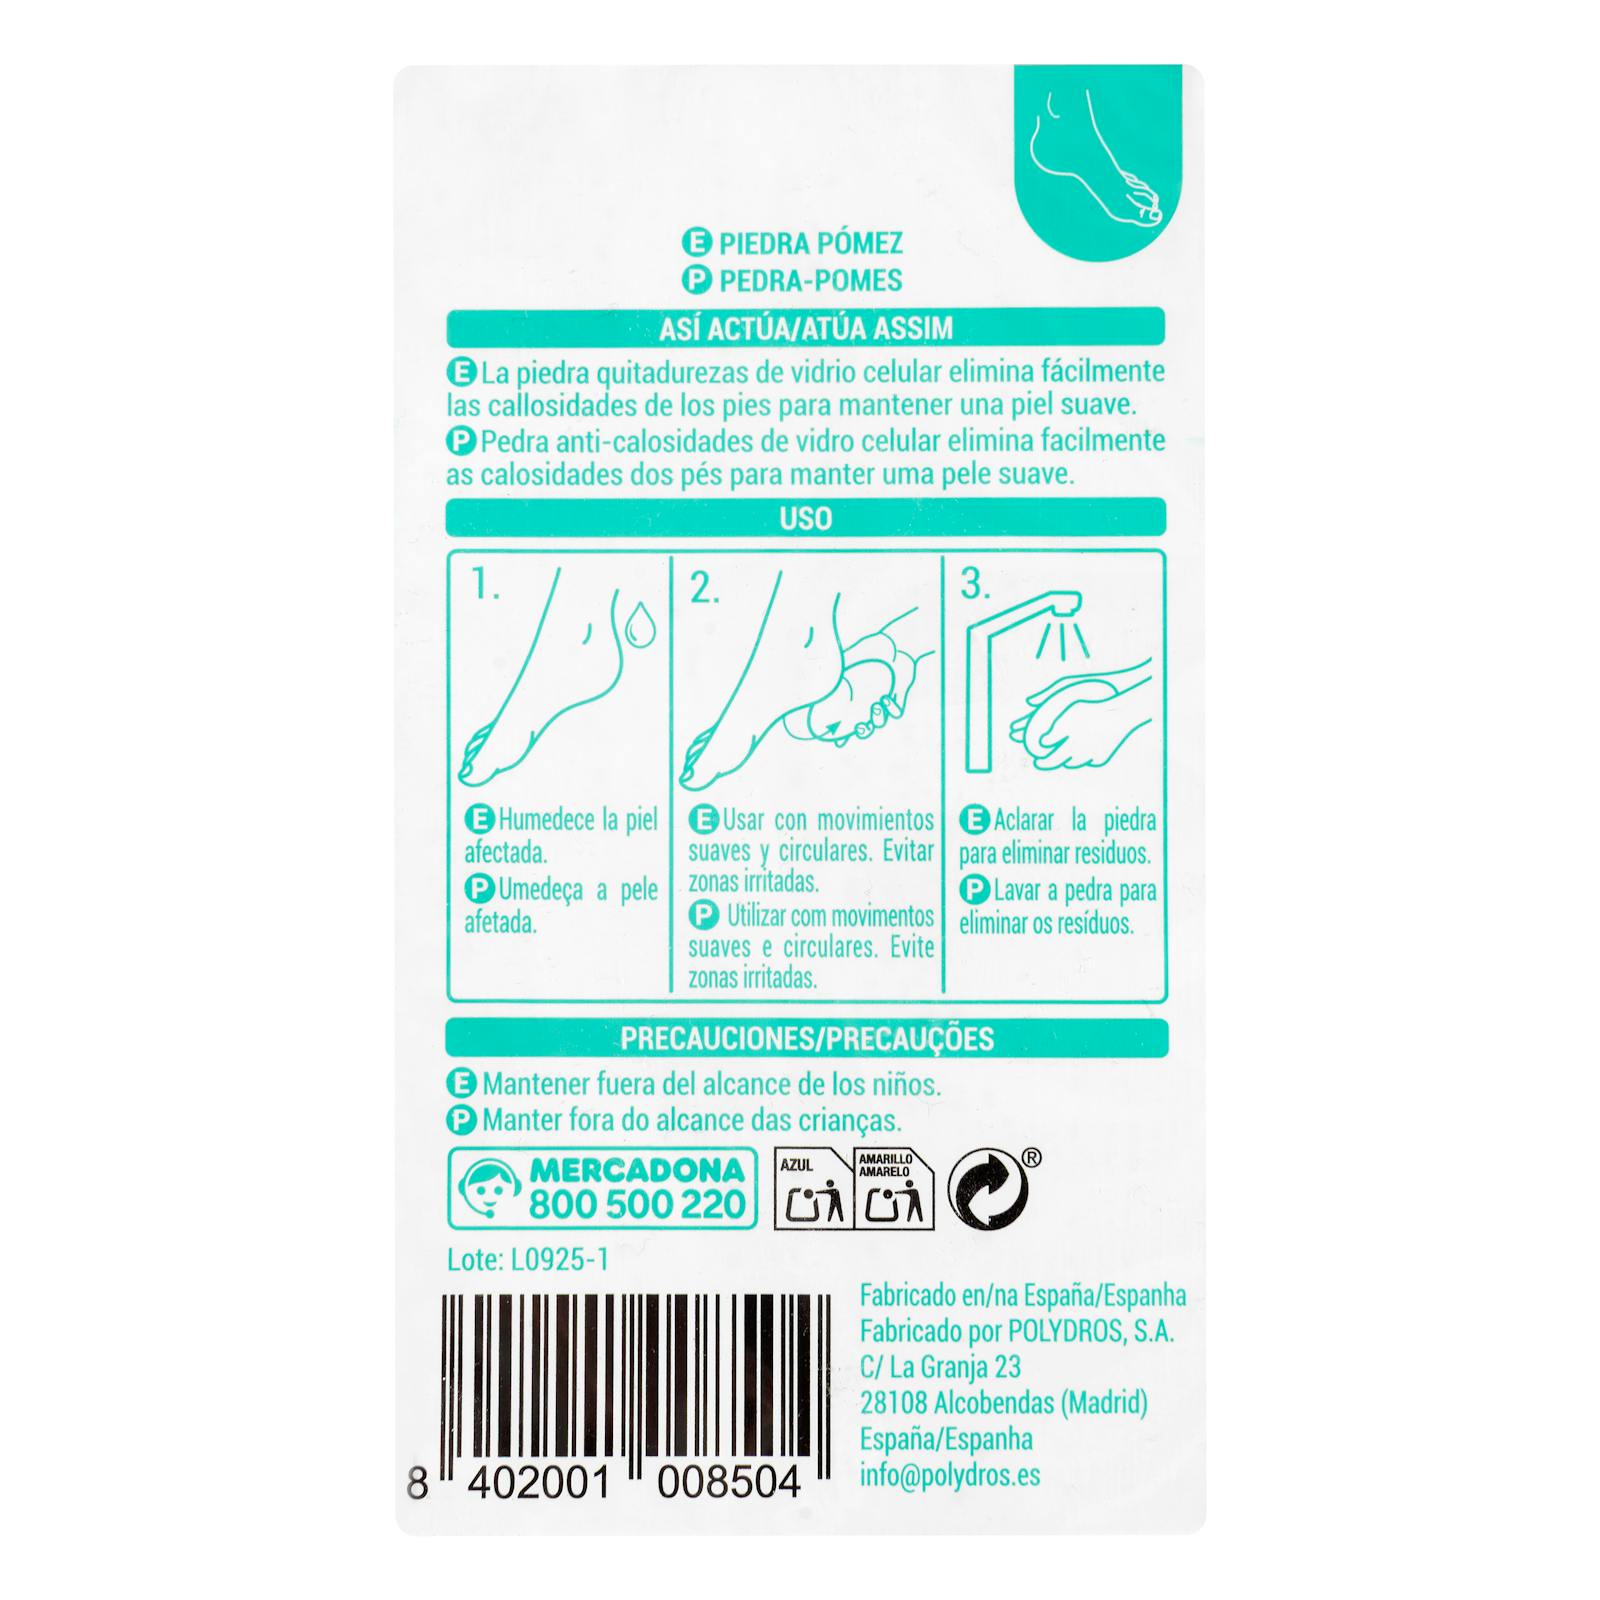 E PIEDRA PÓMEZ
P PEDRA-POMES
ASÍ ACTÚA/ATÚA ASSIM
E La piedra quitadurezas de vidrio celular elimina fácilmente
las callosidades de los pies para mantener una piel suave.
P Pedra anti-calosidades de vidro celular elimina facilmente
as calosidades dos pés para manter uma pele suave.
USO
1.
E Humedece la piel
afectada.
P Umedeça a pele
afetada.
2.
E Usar con movimientos
suaves y circulares. Evitar
zonas irritadas.
P Utilizar com movimentos
suaves e circulares. Evite
zonas irritadas.
3.
E Aclarar la piedra
para eliminar residuos.
P Lavar a pedra para
eliminar os resíduos.
PRECAUCIONES/PRECAUÇÕES
E Mantener fuera del alcance de los niños.
P Manter fora do alcance das crianças.
MERCADONA
800 500 220
AZUL
AMARILLO
AMARELO
®
Lote: L0925-1
8 402001 008504
Fabricado en/na España/Espanha
Fabricado por POLYDROS, S.A.
C/ La Granja 23
28108 Alcobendas (Madrid)
España/Espanha
info@polydros.es